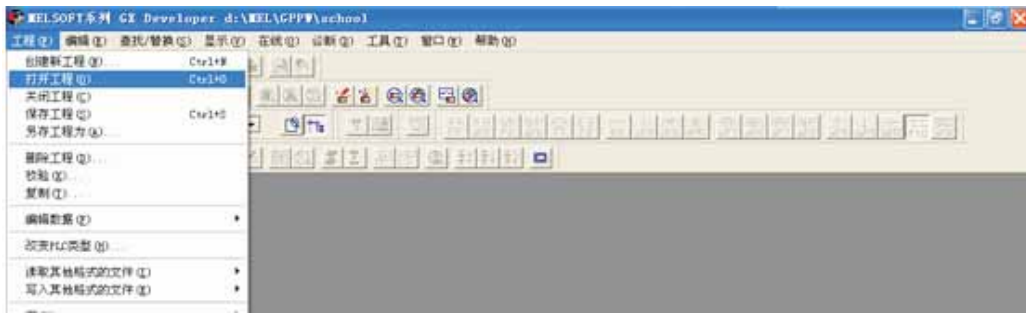 MELSOFT系列 GX Developer d:\MEL\GPPW\school
工程(F) 编辑(E) 查找/替换(S) 显示(V) 在线(O) 诊断(D) 工具(T) 窗口(W) 帮助(H)
创建新工程(N)... Ctrl+N
打开工程(O)... Ctrl+O
关闭工程(C)
保存工程(S) Ctrl+S
另存工程为(A)...
删除工程(D)...
校验(K)...
复制(T)...
编辑数据(F)
改变PLC类型(H)...
读取其他格式的文件(I)
写入其他格式的文件(E)